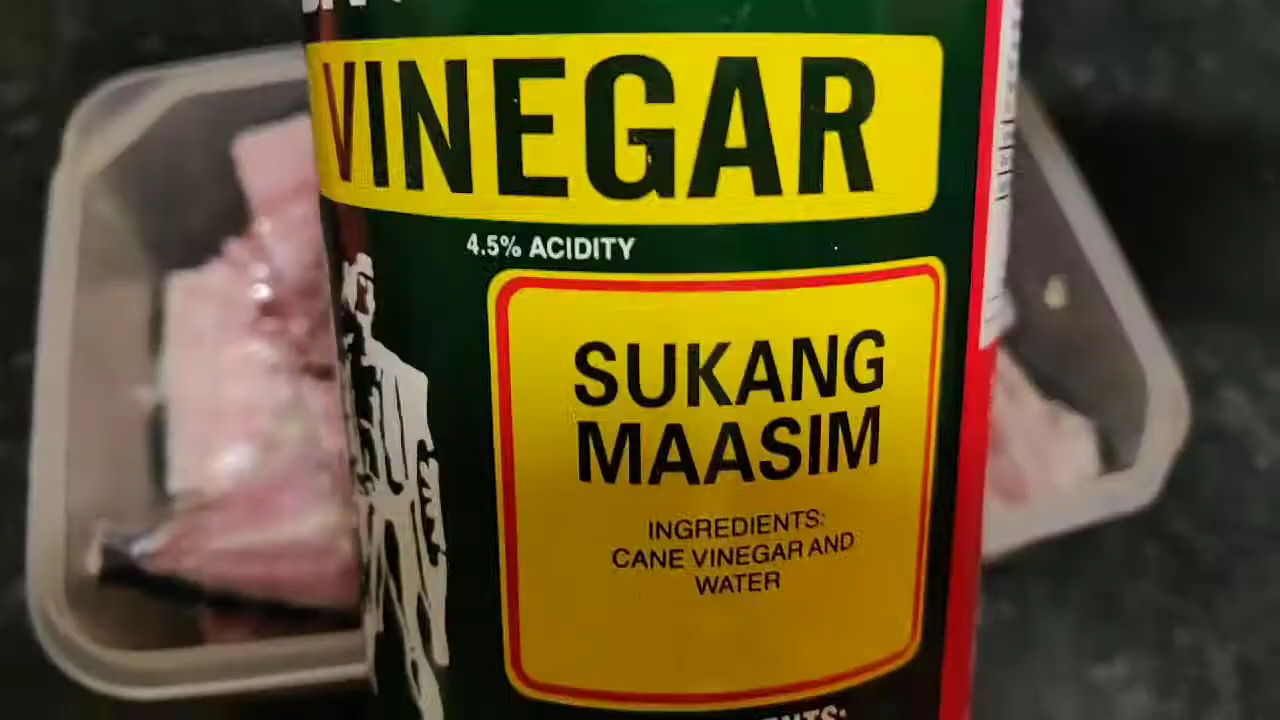 VINEGAR
4.5% ACIDITY
SUKANG
MAASIM
INGREDIENTS:
CANE VINEGAR AND
WATER